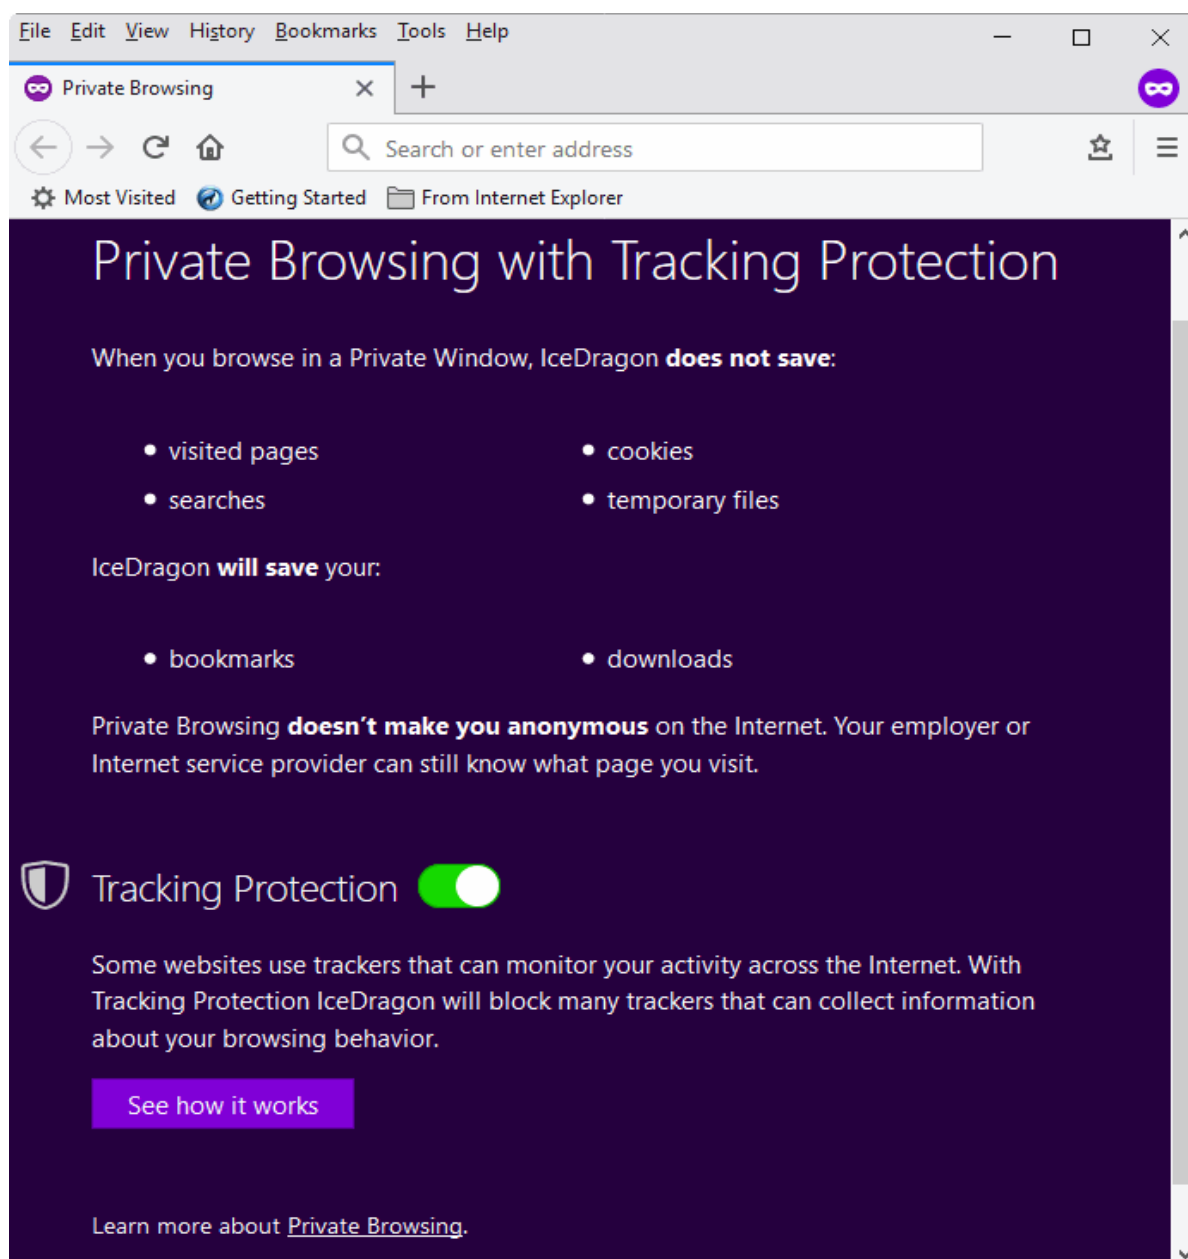 File Edit View History Bookmarks Tools Help
Private Browsing
Search or enter address
Most Visited Getting Started From Internet Explorer
Private Browsing with Tracking Protection
When you browse in a Private Window, IceDragon does not save:
visited pages cookies
searches temporary files
IceDragon will save your:
bookmarks downloads
Private Browsing doesn't make you anonymous on the Internet. Your employer or
Internet service provider can still know what page you visit.
Tracking Protection
Some websites use trackers that can monitor your activity across the Internet. With
Tracking Protection IceDragon will block many trackers that can collect information
about your browsing behavior.
See how it works
Learn more about Private Browsing.